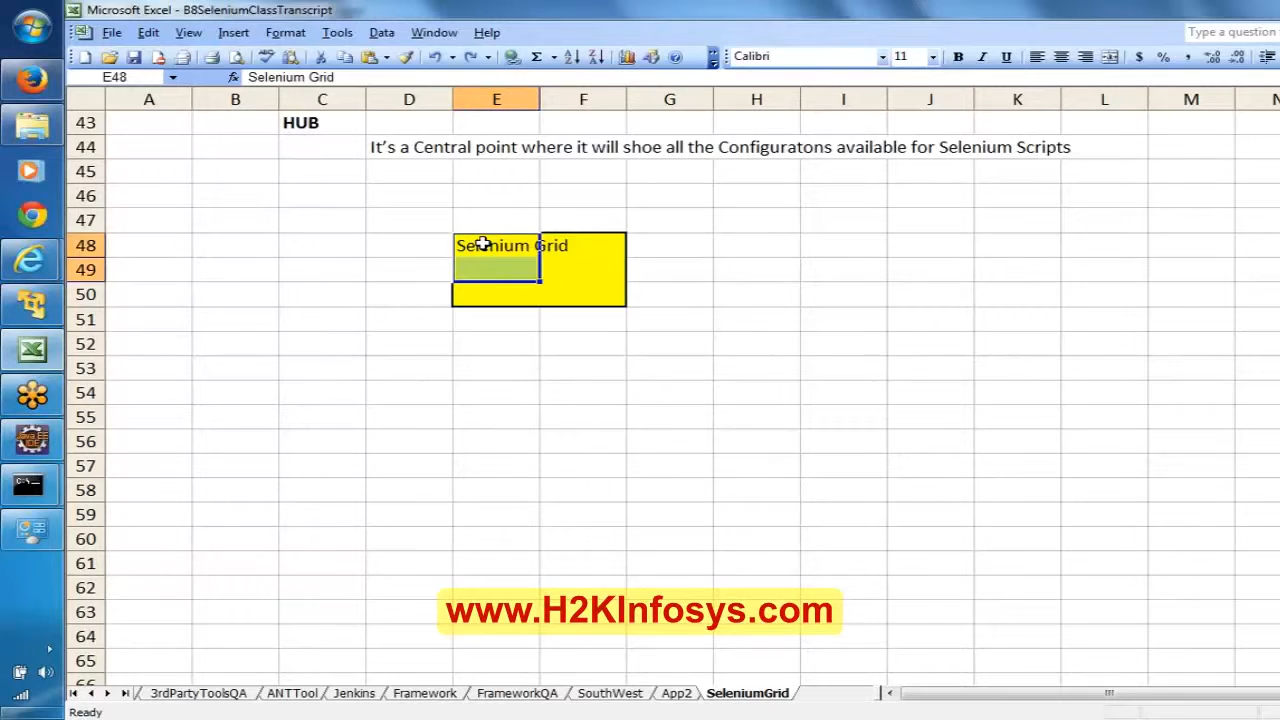 Microsoft Excel - B8SeleniumClassTranscript
File Edit View Insert Format Tools Data Window Help
Type a question
Calibri 11 B I U $ %
E48 fx Selenium Grid
A B C D E F G H I J K L M
43 HUB
44 It's a Central point where it will shoe all the Configuratons available for Selenium Scripts
45
46
47
48 Selenium Grid
49
50
51
52
53
54
55
56
57
58
59
60
61
62
63
www.H2KInfosys.com
64
65
3rdPartyToolsQA ANTTool Jenkins Framework FrameworkQA SouthWest App2 SeleniumGrid
Ready